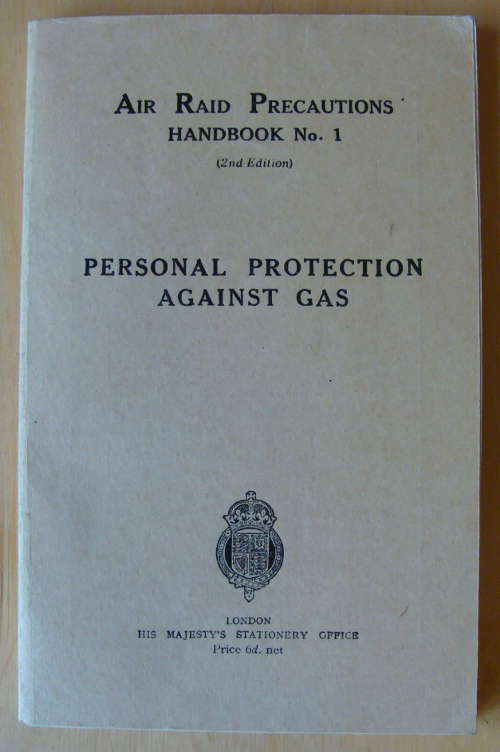 AIR RAID PRECAUTIONS
HANDBOOK No. 1
(2nd Edition)
PERSONAL PROTECTION
AGAINST GAS
LONDON
HIS MAJESTY'S STATIONERY OFFICE
Price 6d. net